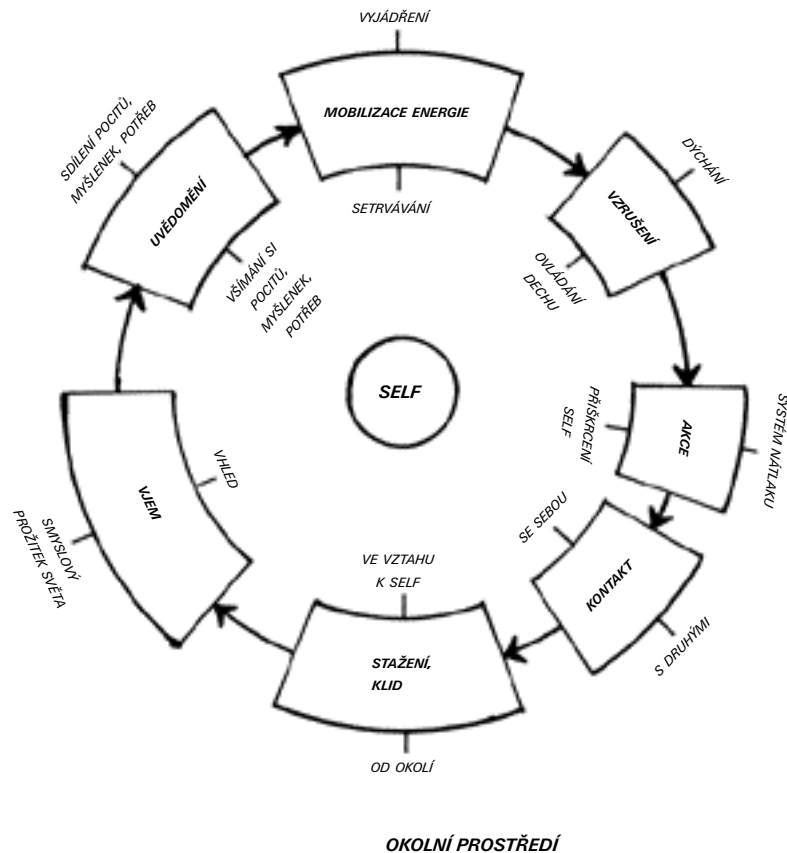 VYJÁDŘENÍ
MOBILIZACE ENERGIE
SETRVÁVÁNÍ
DÝCHÁNÍ
VZRUŠENÍ
OVLÁDÁNÍ
DECHU
SYSTÉM NÁTLAKU
AKCE
PŘIŠKRCENÍ
SELF
SE SEBOU
KONTAKT
S DRUHÝMI
VE VZTAHU
K SELF
STAŽENÍ,
KLID
OD OKOLÍ
VHLED
VJEM
SMYSLOVÝ
PROŽITEK SVĚTA
SDÍLENÍ POCITŮ,
MYŠLENEK, POTŘEB
UVĚDOMĚNÍ
VŠÍMÁNÍ SI
POCITŮ,
MYŠLENEK,
POTŘEB
SELF
OKOLNÍ PROSTŘEDÍ